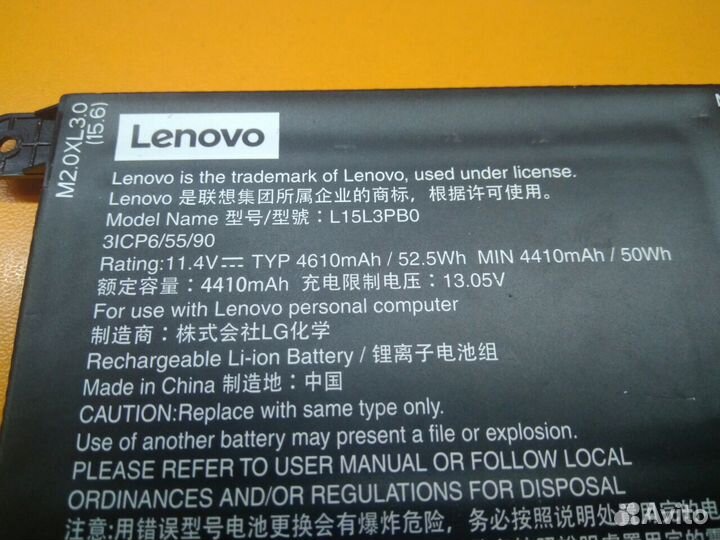 M2.0XL3.0
(15.6)
Lenovo
Lenovo is the trademark of Lenovo, used under license.
Lenovo 是联想集团所属企业的商标，根据许可使用。
Model Name 型号/型號：L15L3PB0
3ICP6/55/90
Rating:11.4V⎓ TYP 4610mAh / 52.5Wh MIN 4410mAh / 50Wh
额定容量：4410mAh 充电限制电压：13.05V
For use with Lenovo personal computer
制造商：株式会社LG化学
Rechargeable Li-ion Battery / 锂离子电池组
Made in China 制造地：中国
CAUTION:Replace with same type only.
Use of another battery may present a file or explosion.
PLEASE REFER TO USER MANUAL OR FOLLOW LOCAL
ORDINANCES AND/OR REGULATIONS FOR DISPOSAL
注意:用错误型号电池更换会有爆炸危险，务必按说明处
Avito